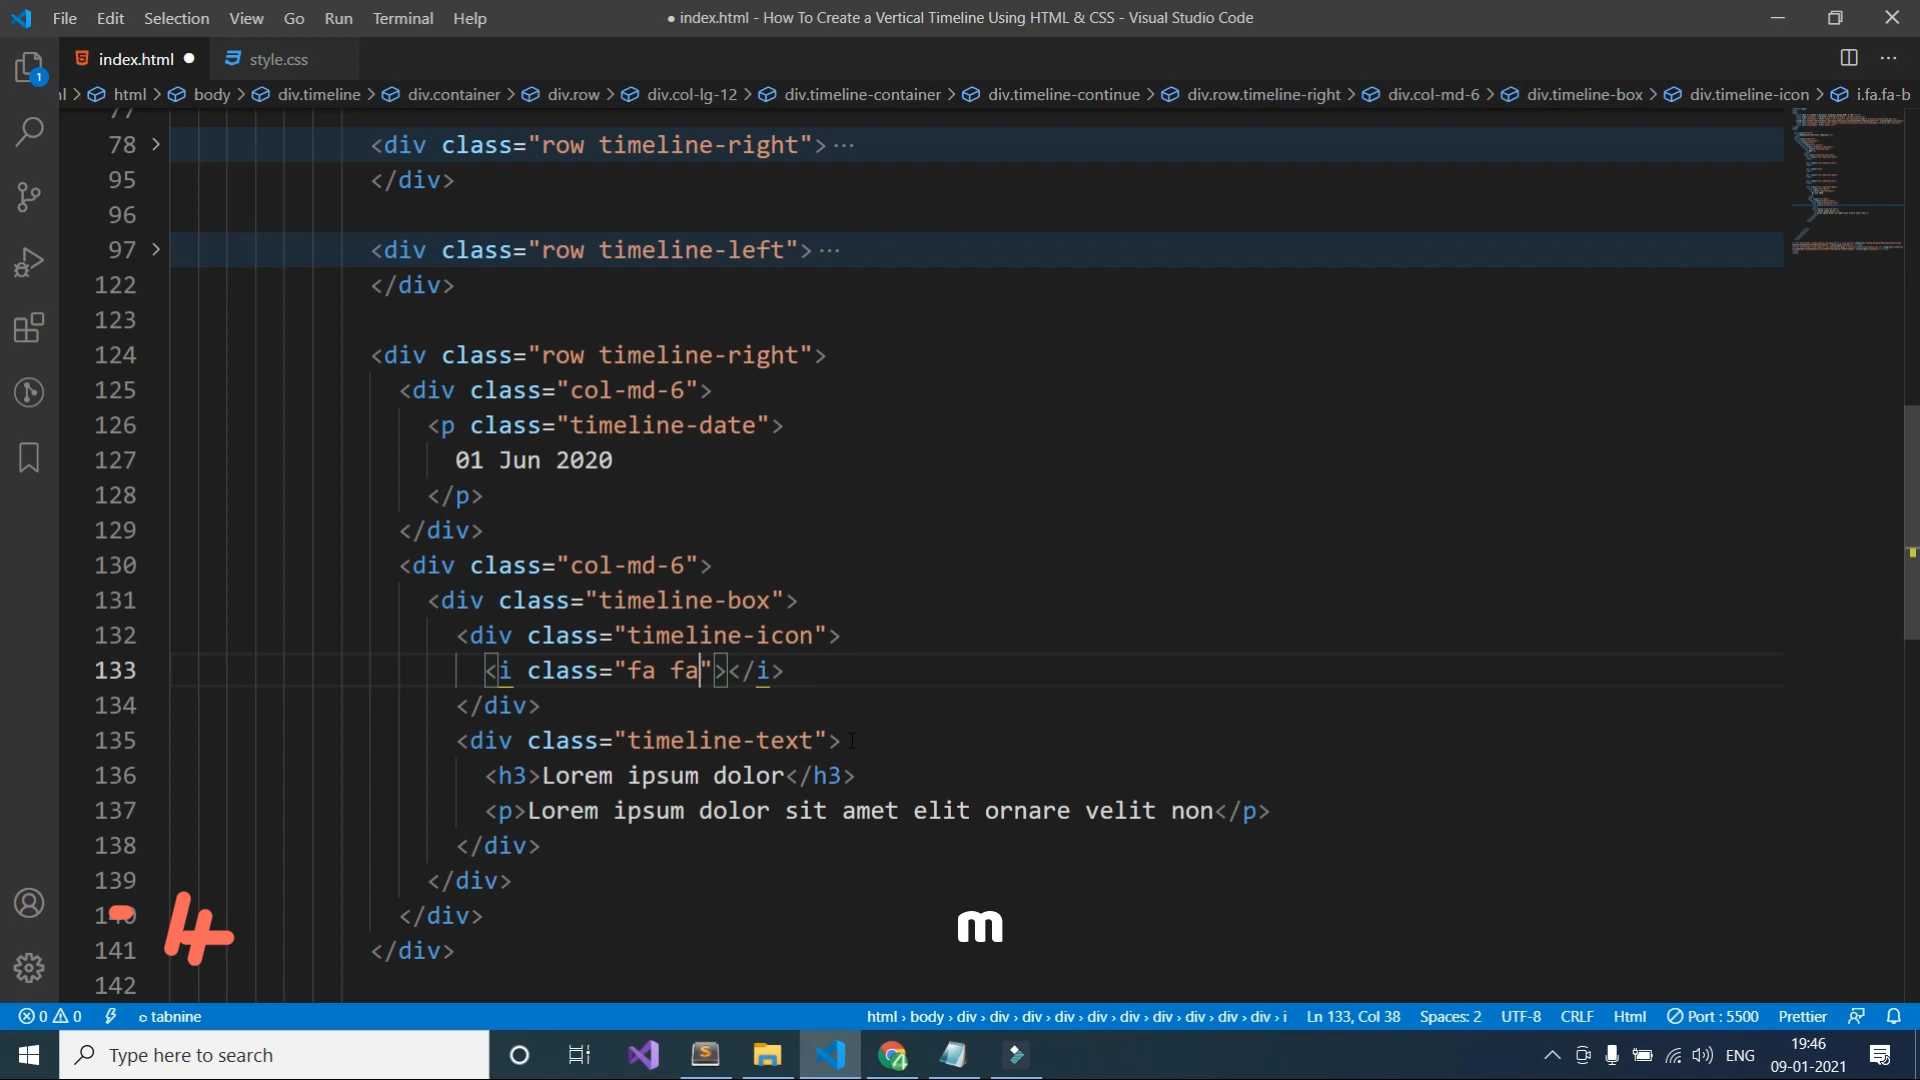 File Edit Selection View Go Run Terminal Help
● index.html - How To Create a Vertical Timeline Using HTML & CSS - Visual Studio Code
index.html ● style.css
html > body > div.timeline > div.container > div.row > div.col-lg-12 > div.timeline-container > div.timeline-continue > div.row.timeline-right > div.col-md-6 > div.timeline-box > div.timeline-icon > i.fa.fa-b
77
78 <div class="row timeline-right">···
95 </div>
96
97 <div class="row timeline-left">···
122 </div>
123
124 <div class="row timeline-right">
125 <div class="col-md-6">
126 <p class="timeline-date">
127 01 Jun 2020
128 </p>
129 </div>
130 <div class="col-md-6">
131 <div class="timeline-box">
132 <div class="timeline-icon">
133 <i class="fa fa"></i>
134 </div>
135 <div class="timeline-text">
136 <h3>Lorem ipsum dolor</h3>
137 <p>Lorem ipsum dolor sit amet elit ornare velit non</p>
138 </div>
139 </div>
140 </div>
141 </div>
142
4
m
0 0 tabnine html › body › div › div › div › div › div › div › div › div › div › div › i Ln 133, Col 38 Spaces: 2 UTF-8 CRLF Html Port : 5500 Prettier
Type here to search
ENG
19:46
09-01-2021